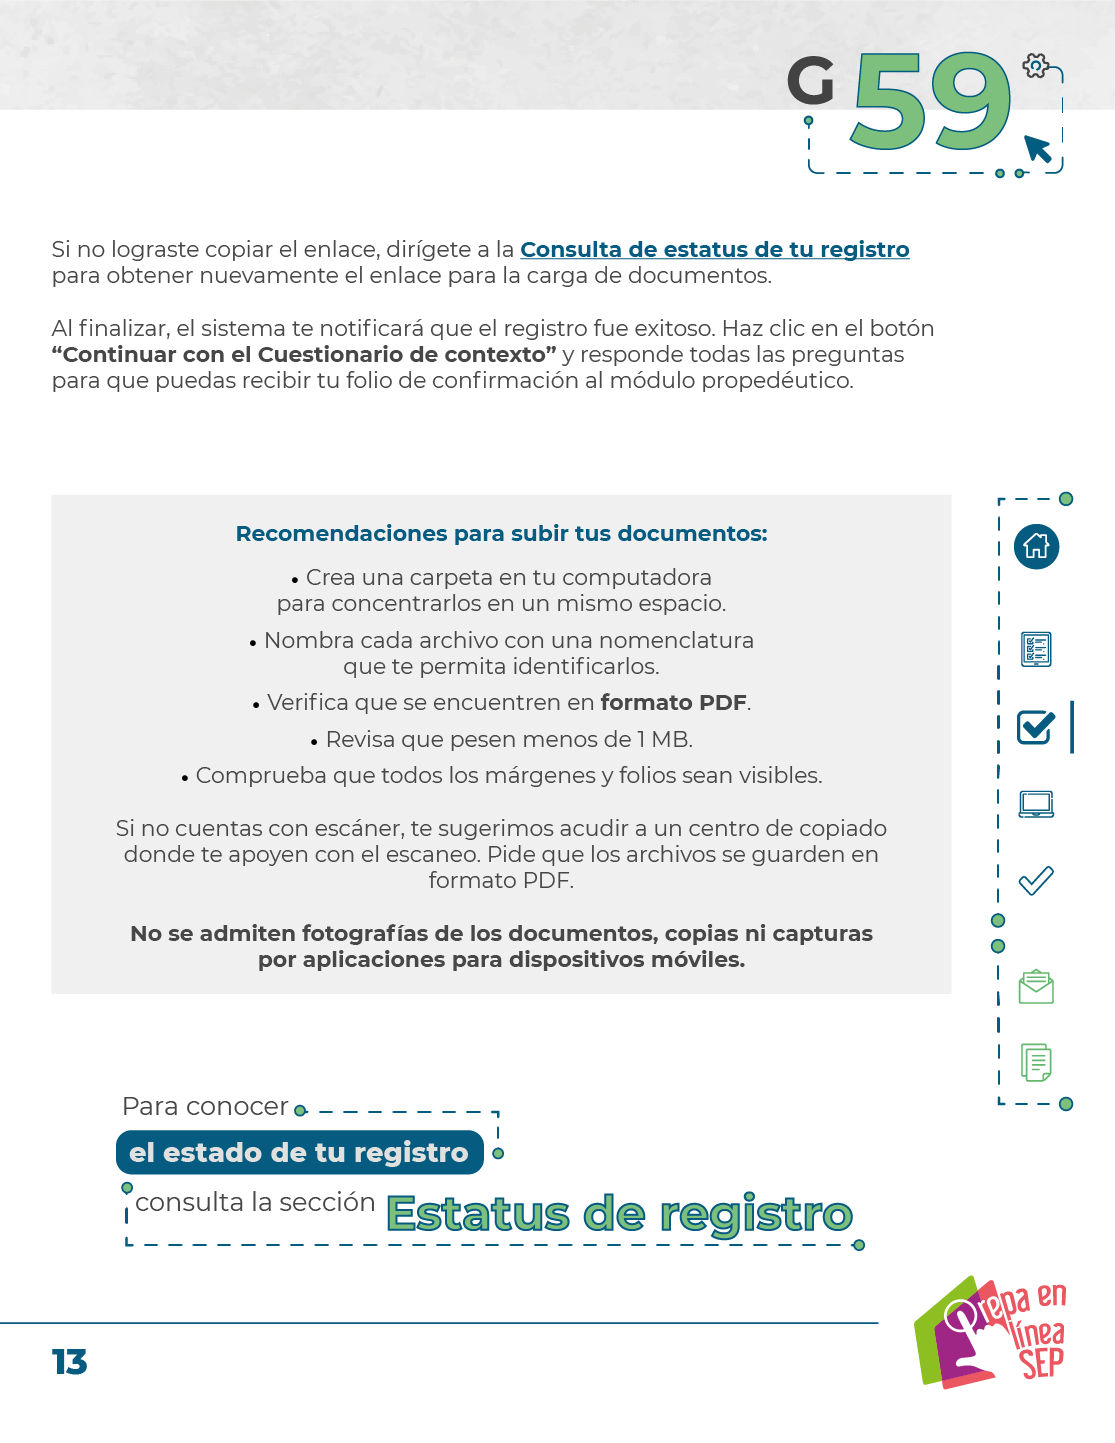 G 59
Si no lograste copiar el enlace, dirígete a la Consulta de estatus de tu registro
para obtener nuevamente el enlace para la carga de documentos.
Al finalizar, el sistema te notificará que el registro fue exitoso. Haz clic en el botón
“Continuar con el Cuestionario de contexto” y responde todas las preguntas
para que puedas recibir tu folio de confirmación al módulo propedéutico.
Recomendaciones para subir tus documentos:
• Crea una carpeta en tu computadora
para concentrarlos en un mismo espacio.
• Nombra cada archivo con una nomenclatura
que te permita identificarlos.
• Verifica que se encuentren en formato PDF.
• Revisa que pesen menos de 1 MB.
• Comprueba que todos los márgenes y folios sean visibles.
Si no cuentas con escáner, te sugerimos acudir a un centro de copiado
donde te apoyen con el escaneo. Pide que los archivos se guarden en
formato PDF.
No se admiten fotografías de los documentos, copias ni capturas
por aplicaciones para dispositivos móviles.
Para conocer
el estado de tu registro
consulta la sección Estatus de registro
Prepa en
línea
SEP
13